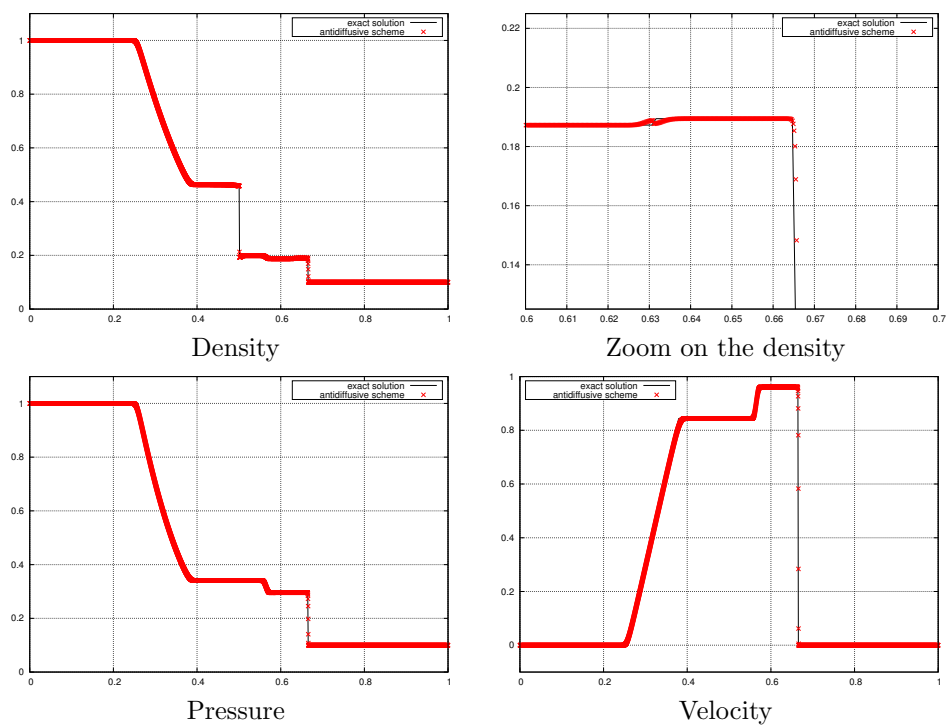 exact solution
antidiffusive scheme
1
0.8
0.6
0.4
0.2
0
0 0.2 0.4 0.6 0.8 1
Density
exact solution
antidiffusive scheme
0.22
0.2
0.18
0.16
0.14
0.6 0.61 0.62 0.63 0.64 0.65 0.66 0.67 0.68 0.69 0.7
Zoom on the density
exact solution
antidiffusive scheme
1
0.8
0.6
0.4
0.2
0
0 0.2 0.4 0.6 0.8 1
Pressure
exact solution
antidiffusive scheme
1
0.8
0.6
0.4
0.2
0
0 0.2 0.4 0.6 0.8 1
Velocity